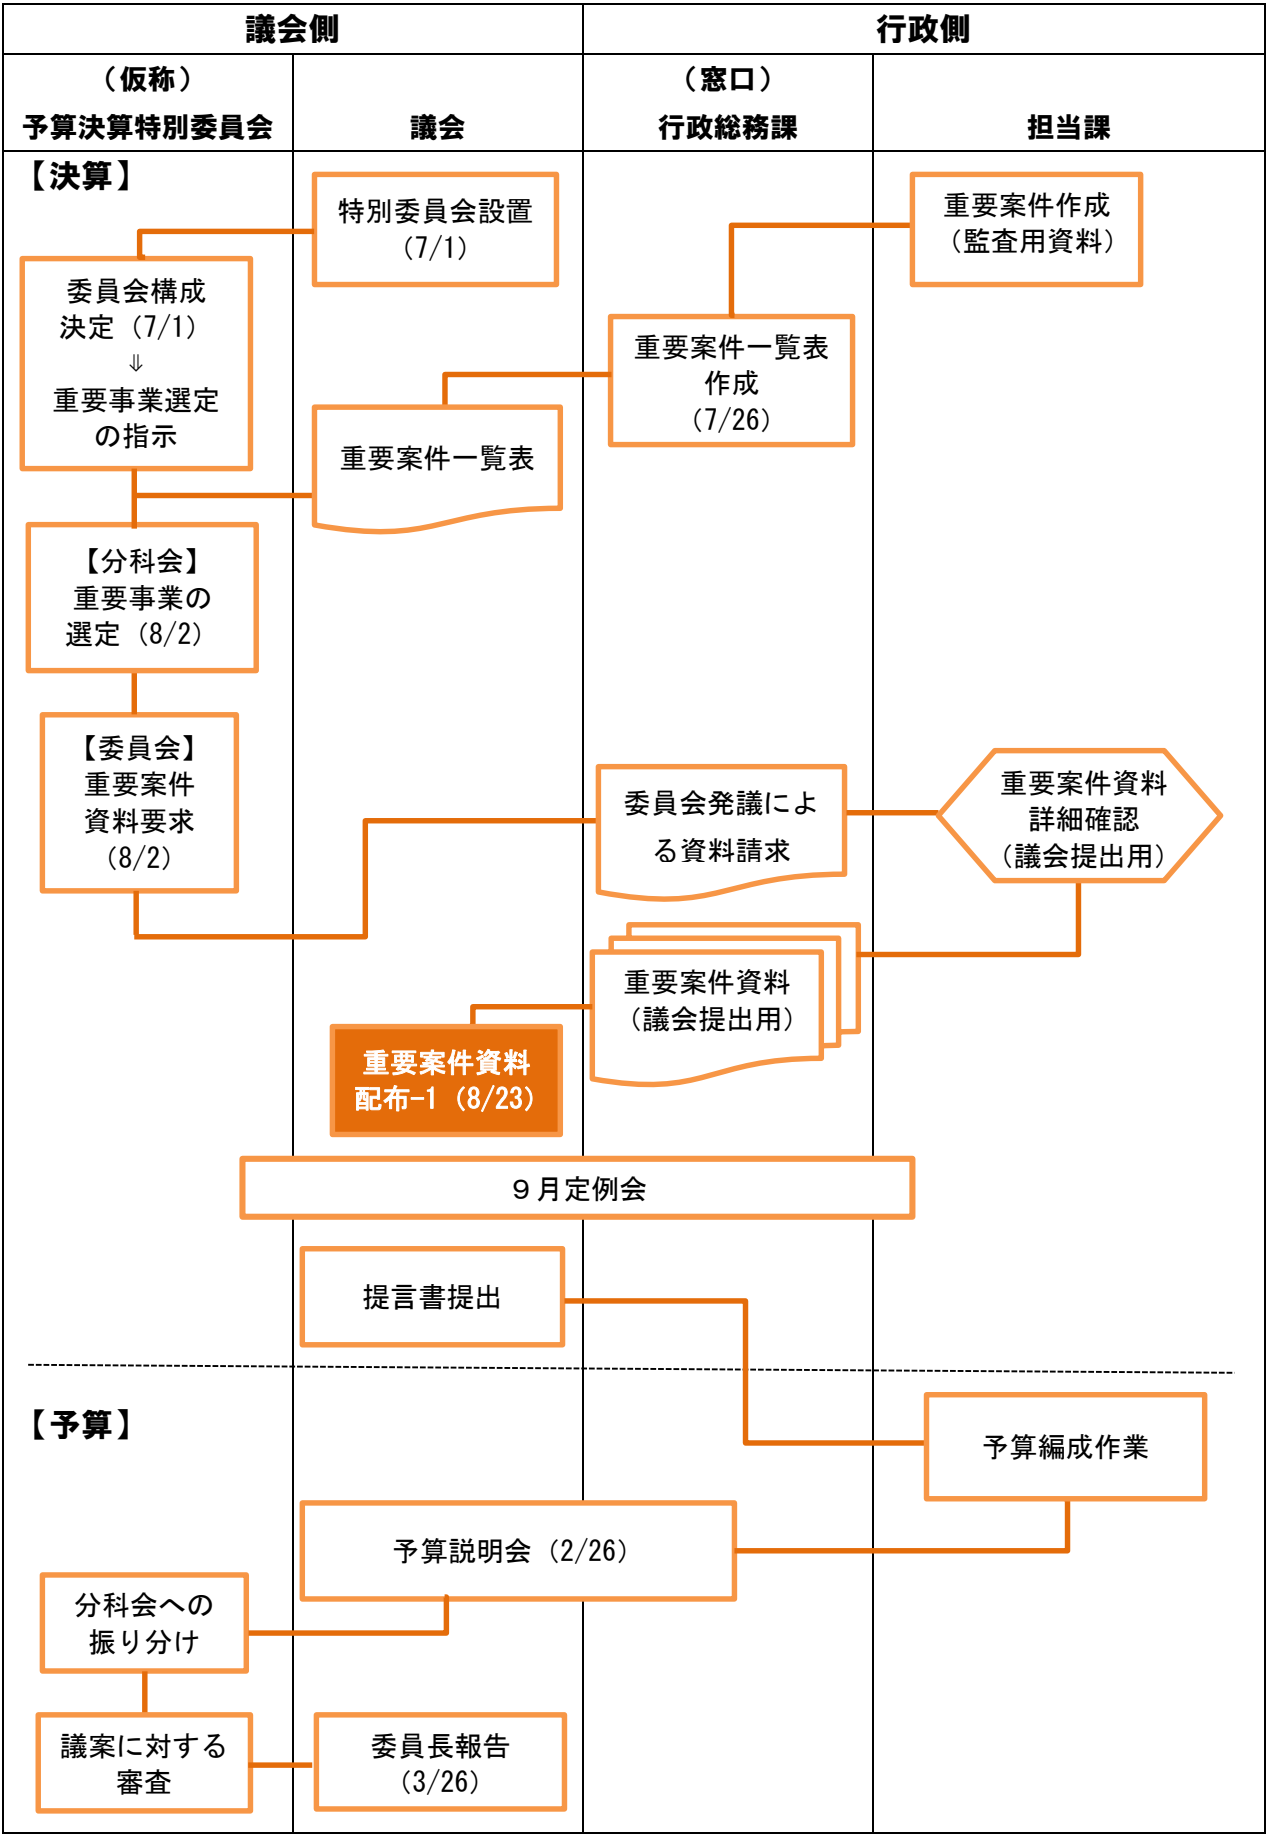 議会側
行政側
（仮称）
予算決算特別委員会
議会
（窓口）
行政総務課
担当課
【決算】
特別委員会設置
（7/1）
重要案件作成
（監査用資料）
委員会構成
決定（7/1）
⇓
重要事業選定
の指示
重要案件一覧表
作成
（7/26）
重要案件一覧表
【分科会】
重要事業の
選定（8/2）
【委員会】
重要案件
資料要求
（8/2）
委員会発議によ
る資料請求
重要案件資料
詳細確認
（議会提出用）
重要案件資料
（議会提出用）
重要案件資料
配布-1（8/23）
９月定例会
提言書提出
【予算】
予算編成作業
予算説明会（2/26）
分科会への
振り分け
議案に対する
審査
委員長報告
（3/26）